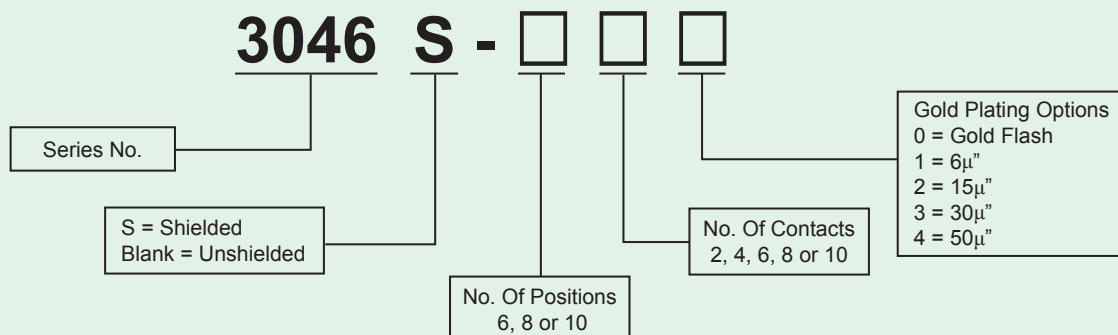 3046 S - □ □ □
Series No.
S = Shielded
Blank = Unshielded
No. Of Positions
6, 8 or 10
No. Of Contacts
2, 4, 6, 8 or 10
Gold Plating Options
0 = Gold Flash
1 = 6µ”
2 = 15µ”
3 = 30µ”
4 = 50µ”